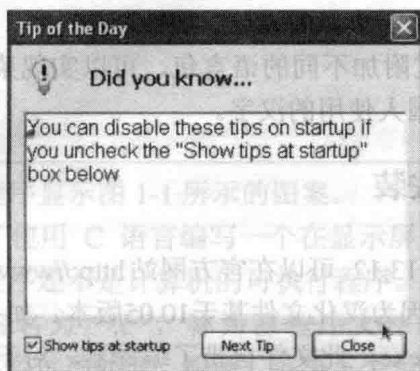 Tip of the Day
Did you know...
You can disable these tips on startup if
you uncheck the "Show tips at startup"
box below
Show tips at startup
Next Tip
Close